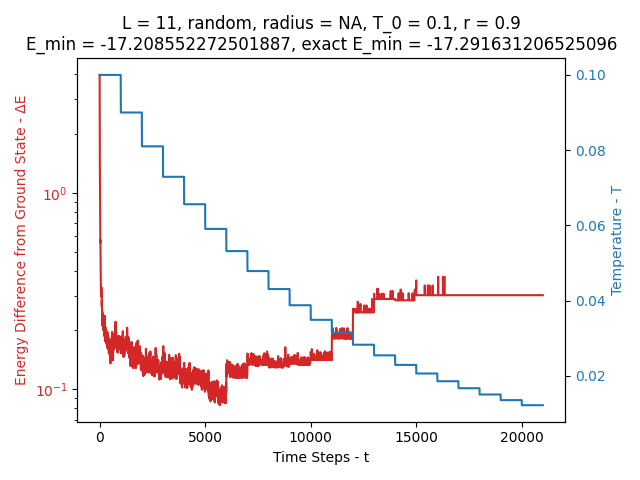 L = 11, random, radius = NA, T_0 = 0.1, r = 0.9
E_min = -17.208552272501887, exact E_min = -17.291631206525096
Energy Difference from Ground State - ΔE
10⁰
10⁻¹
0.10
0.08
0.06
0.04
0.02
Temperature - T
0 5000 10000 15000 20000
Time Steps - t